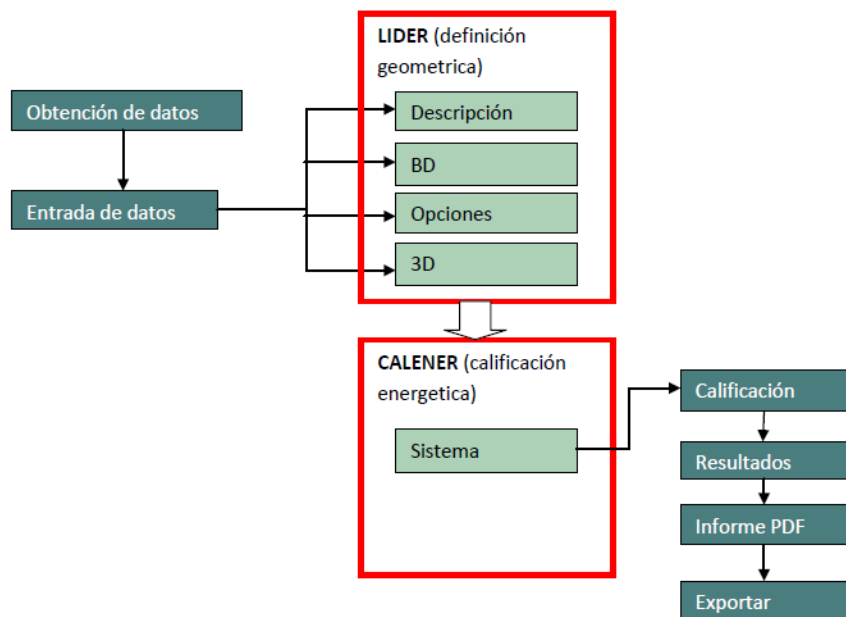 LIDER (definición
geometrica)
Obtención de datos
Descripción
BD
Entrada de datos
Opciones
3D
CALENER (calificación
energetica)
Calificación
Sistema
Resultados
Informe PDF
Exportar